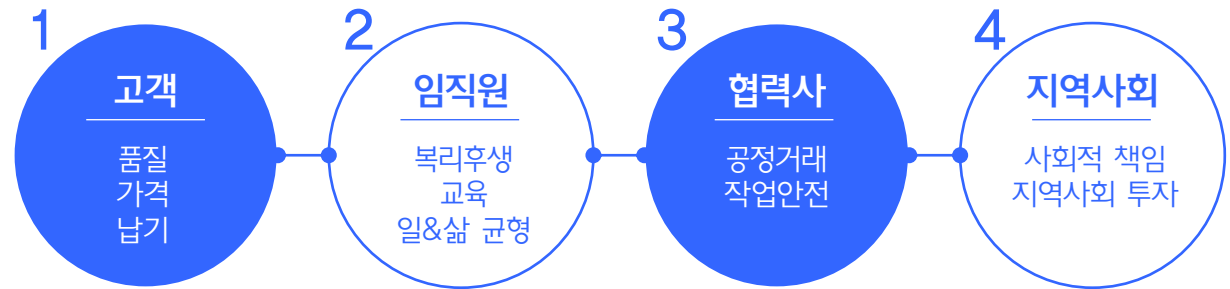 1
고객
품질
가격
납기
2
임직원
복리후생
교육
일&삶 균형
3
협력사
공정거래
작업안전
4
지역사회
사회적 책임
지역사회 투자